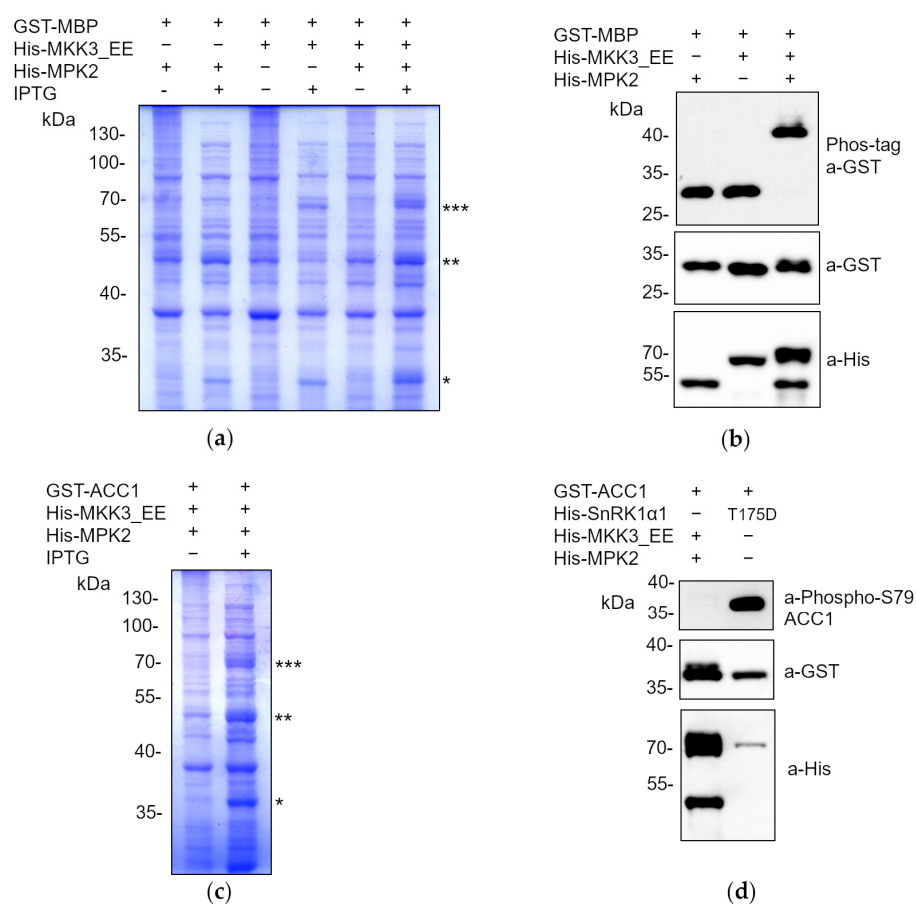 GST-MBP + + + + + +
His-MKK3_EE – – + + + +
His-MPK2 + + – – + +
IPTG - + – + – +
kDa
130-
100-
70-
***
55-
**
40-
35-
*
(a)
GST-MBP + + +
His-MKK3_EE – + +
His-MPK2 + – +
kDa
40-
Phos-tag
a-GST
35-
25-
35-
a-GST
25-
70-
a-His
55-
(b)
GST-ACC1 + +
His-MKK3_EE + +
His-MPK2 + +
IPTG – +
kDa
130-
100-
70-
***
55-
**
40-
*
35-
(c)
GST-ACC1 + +
His-SnRK1α1 – T175D
His-MKK3_EE + –
His-MPK2 + –
kDa
40-
a-Phospho-S79
ACC1
35-
40-
a-GST
35-
70-
a-His
55-
(d)